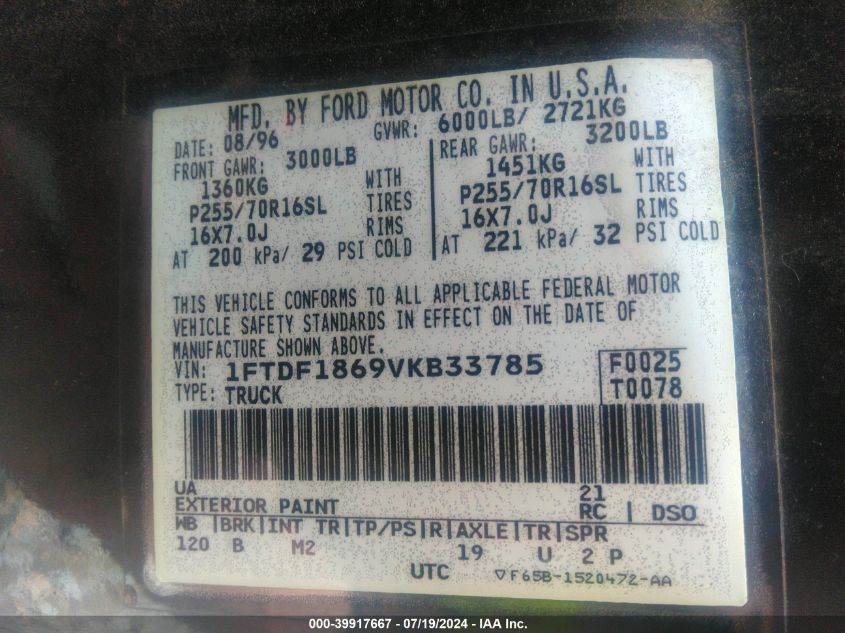 MFD. BY FORD MOTOR CO. IN U.S.A.
DATE: 08/96 GVWR: 6000LB/ 2721KG
FRONT GAWR: 3000LB REAR GAWR: 3200LB
1360KG WITH 1451KG WITH
P255/70R16SL TIRES P255/70R16SL TIRES
16X7.0J RIMS 16X7.0J RIMS
AT 200 kPa/ 29 PSI COLD AT 221 kPa/ 32 PSI COLD
THIS VEHICLE CONFORMS TO ALL APPLICABLE FEDERAL MOTOR
VEHICLE SAFETY STANDARDS IN EFFECT ON THE DATE OF
MANUFACTURE SHOWN ABOVE.
VIN: 1FTDF1869VKB33785 F0025
TYPE: TRUCK T0078
UA 21
EXTERIOR PAINT RC | DSO
WB |BRK|INT TR|TP/PS|R|AXLE|TR|SPR
120 B M2 19 U 2 P
UTC ▽F65B-1520472-AA
000-39917667 - 07/19/2024 - IAA Inc.